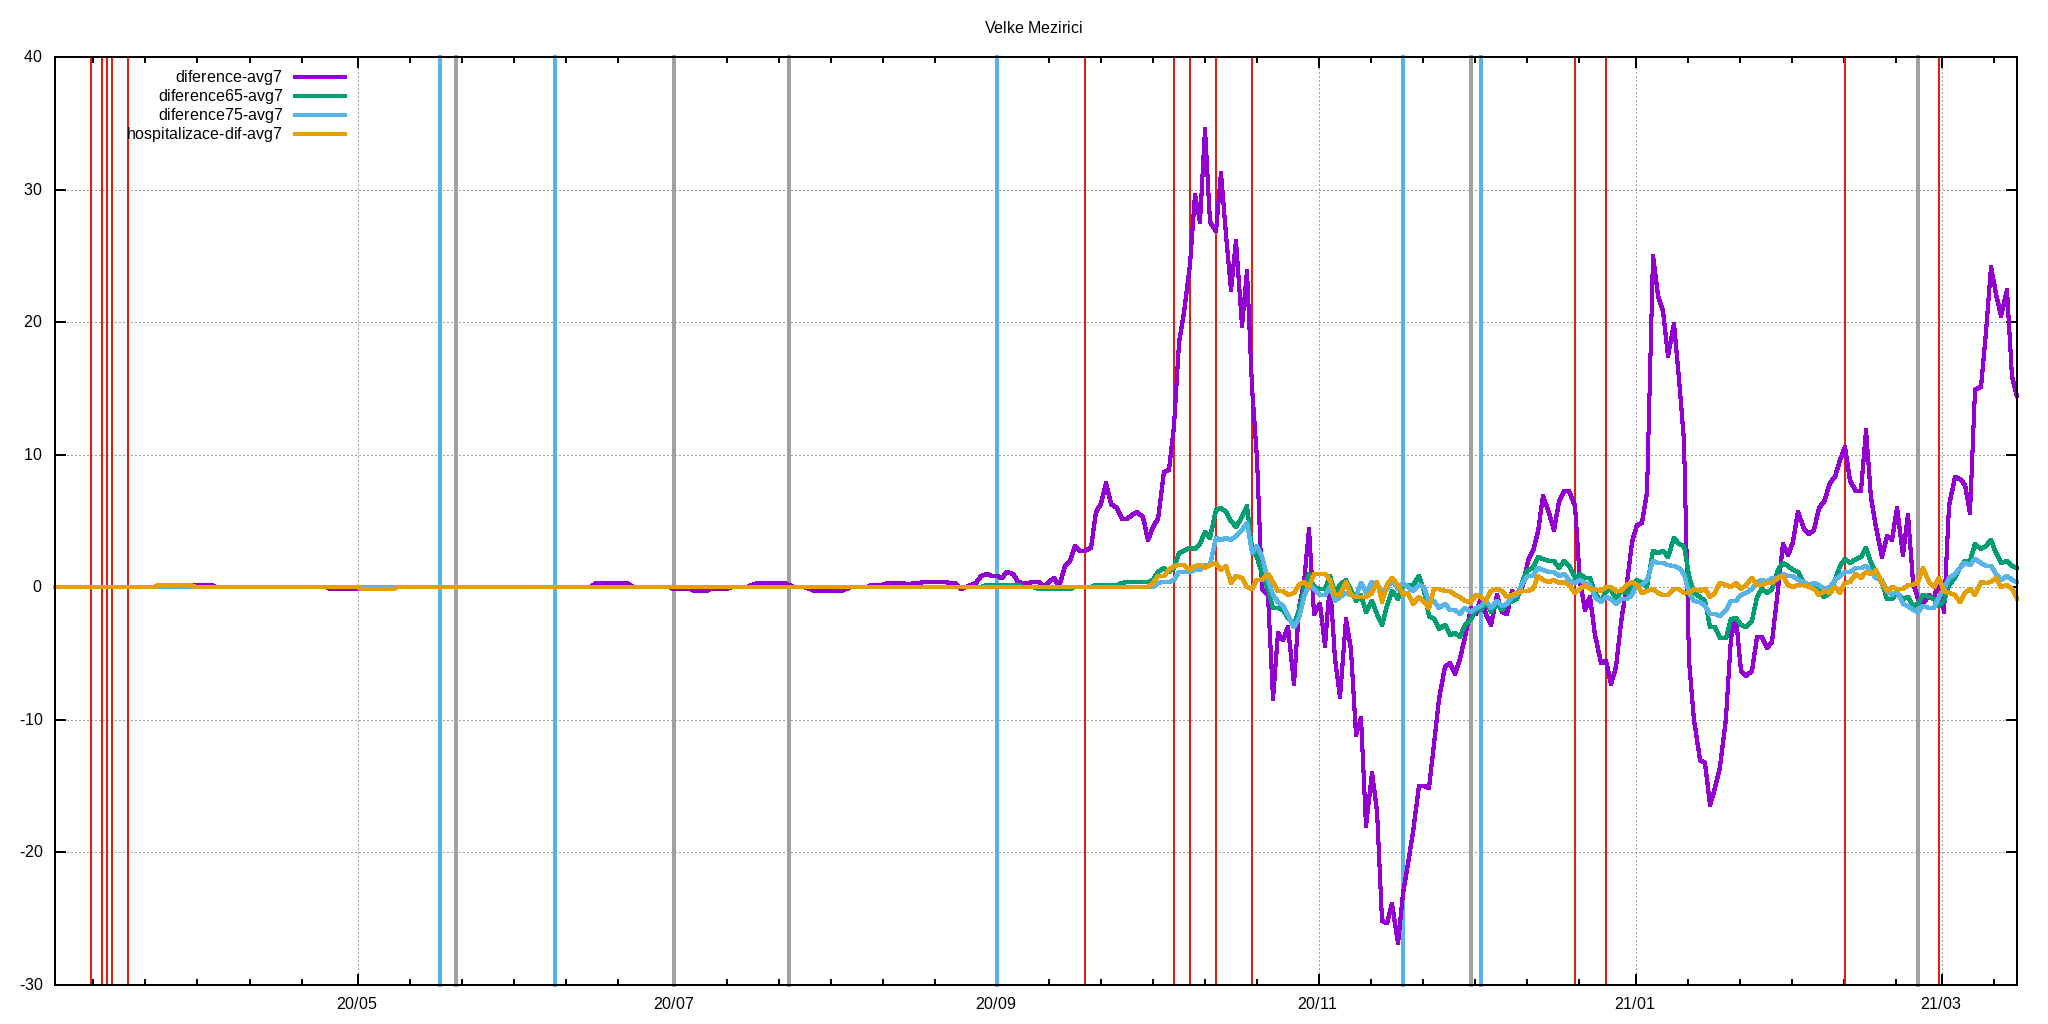 Velke Mezirici
40
diference-avg7
diference65-avg7
diference75-avg7
hospitalizace-dif-avg7
30
20
10
0
-10
-20
-30
20/05 20/07 20/09 20/11 21/01 21/03